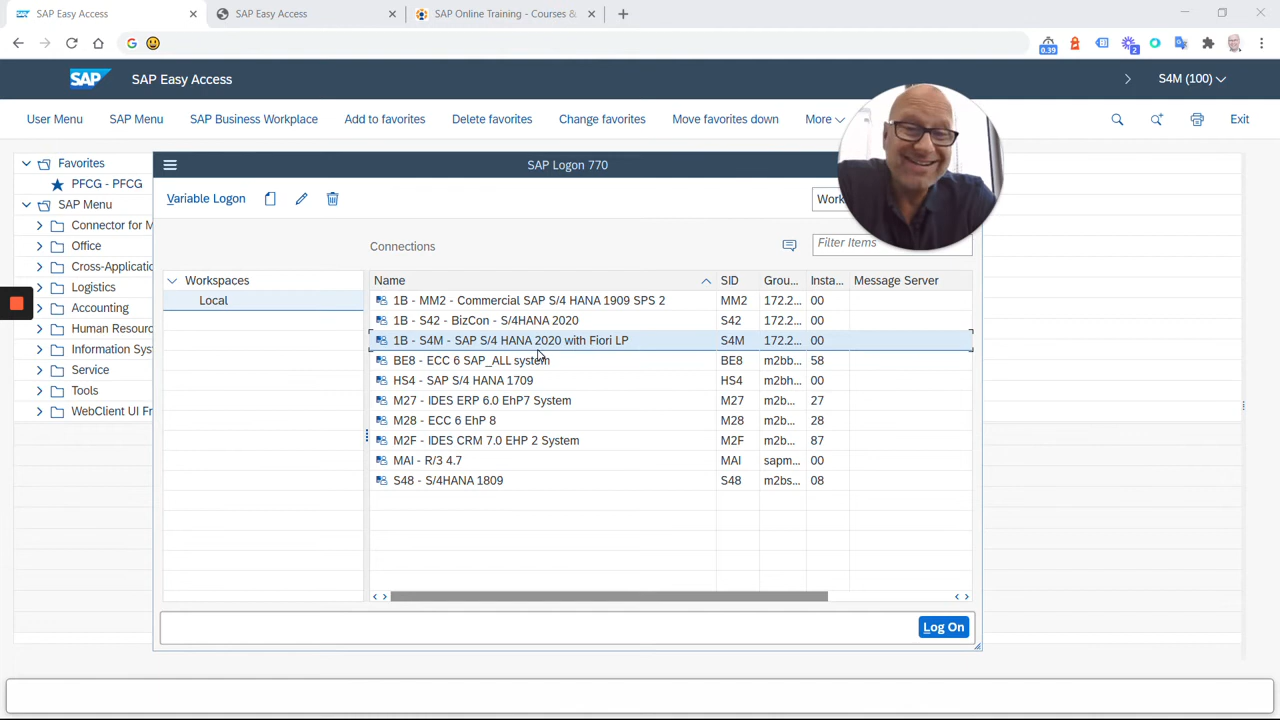 SAP Easy Access
SAP Easy Access
SAP Online Training - Courses &
0.39
2
SAP
SAP Easy Access
S4M (100)
User Menu
SAP Menu
SAP Business Workplace
Add to favorites
Delete favorites
Change favorites
Move favorites down
More
Exit
Favorites
PFCG - PFCG
SAP Menu
Connector for M
Office
Cross-Applicatio
Logistics
Accounting
Human Resourc
Information Sys
Service
Tools
WebClient UI Fr
SAP Logon 770
Variable Logon
Work
Connections
Filter Items
Workspaces
Local
Name SID Grou... Insta... Message Server
1B - MM2 - Commercial SAP S/4 HANA 1909 SPS 2 MM2 172.2... 00
1B - S42 - BizCon - S/4HANA 2020 S42 172.2... 00
1B - S4M - SAP S/4 HANA 2020 with Fiori LP S4M 172.2... 00
BE8 - ECC 6 SAP_ALL system BE8 m2bb... 58
HS4 - SAP S/4 HANA 1709 HS4 m2bh... 00
M27 - IDES ERP 6.0 EhP7 System M27 m2b... 27
M28 - ECC 6 EhP 8 M28 m2b... 28
M2F - IDES CRM 7.0 EHP 2 System M2F m2b... 87
MAI - R/3 4.7 MAI sapm... 00
S48 - S/4HANA 1809 S48 m2bs... 08
Log On